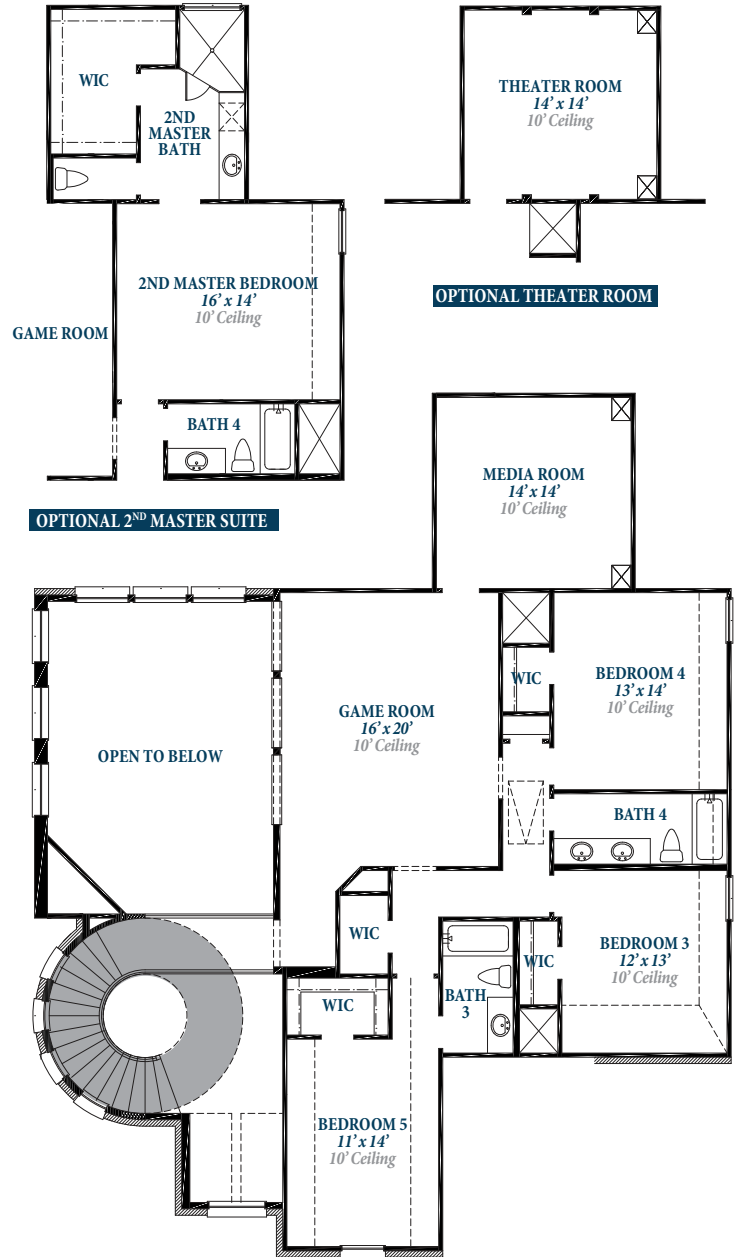 WIC
2ND
MASTER
BATH
2ND MASTER BEDROOM
16' x 14'
10' Ceiling
GAME ROOM
BATH 4
OPTIONAL 2ND MASTER SUITE
THEATER ROOM
14' x 14'
10' Ceiling
OPTIONAL THEATER ROOM
MEDIA ROOM
14' x 14'
10' Ceiling
WIC
BEDROOM 4
13' x 14'
10' Ceiling
GAME ROOM
16' x 20'
10' Ceiling
OPEN TO BELOW
BATH 4
WIC
BEDROOM 3
12' x 13'
10' Ceiling
WIC
BATH
3
WIC
BEDROOM 5
11' x 14'
10' Ceiling